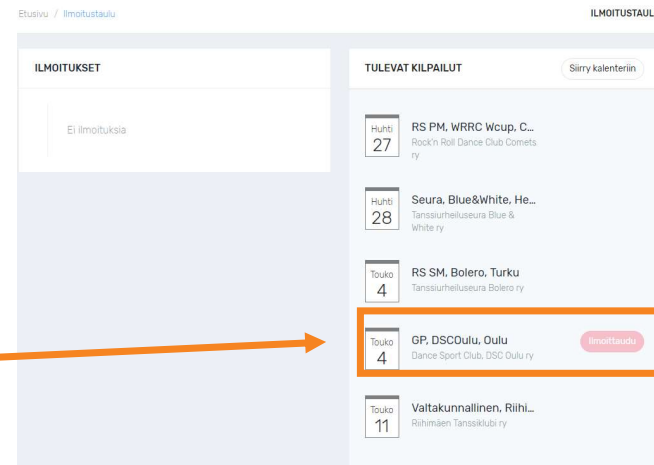 Etusivu / Ilmoitustaulu
ILMOITUSTAUL
ILMOITUKSET
Ei ilmoituksia
TULEVAT KILPAILUT
Siirry kalenteriin
Huhti
27
RS PM, WRRC Wcup, C...
Rock'n Roll Dance Club Comets
ry
Huhti
28
Seura, Blue&White, He...
Tanssiurheiluseura Blue &
White ry
Touko
4
RS SM, Bolero, Turku
Tanssiurheiluseura Bolero ry
Touko
4
GP, DSCOulu, Oulu
Dance Sport Club, DSC Oulu ry
Ilmoittaudu
Touko
11
Valtakunnallinen, Riihi...
Riihimäen Tanssiklubi ry